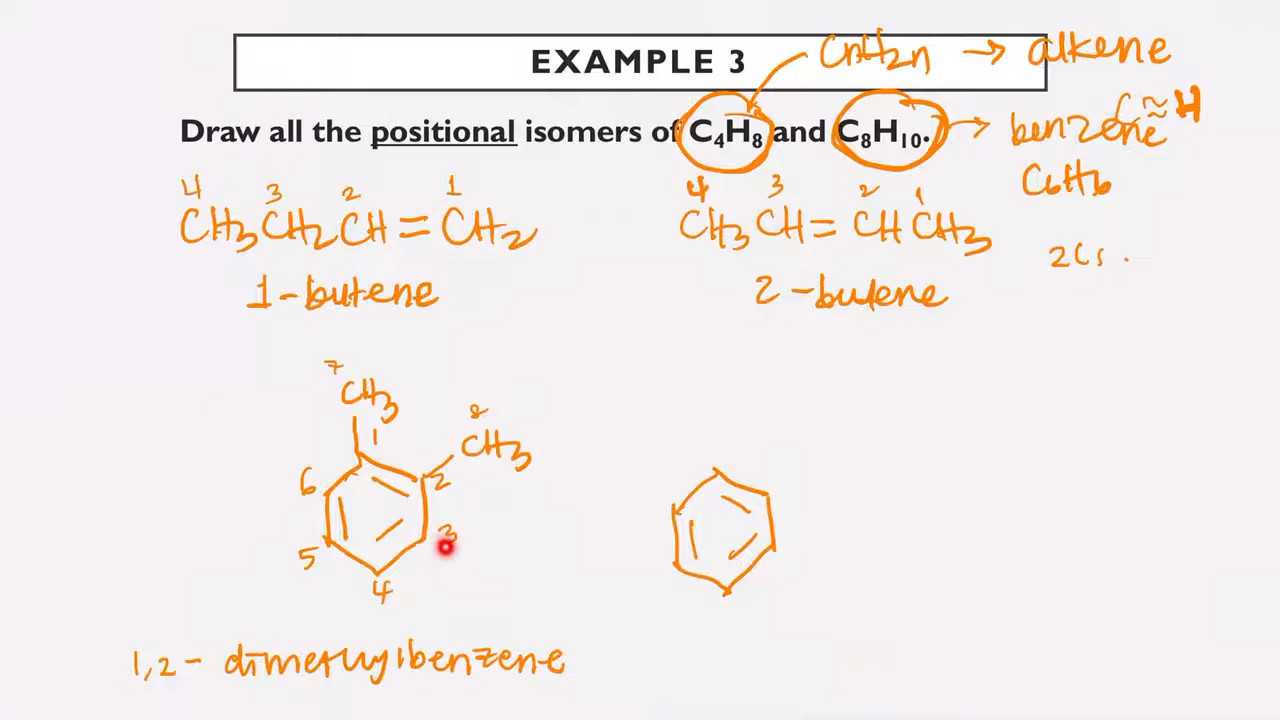 CnH2n → alkene
EXAMPLE 3
Draw all the positional isomers of C₄H₈ and C₈H₁₀.
C ≈ H
benzene
C6H6
4 3 2 1
CH3CH2CH=CH2
1-butene
4 3 2 1
CH3CH=CHCH3
2-butene
2Cs
7
CH3
8
CH3
1
2
3
4
5
6
1,2- dimethylbenzene